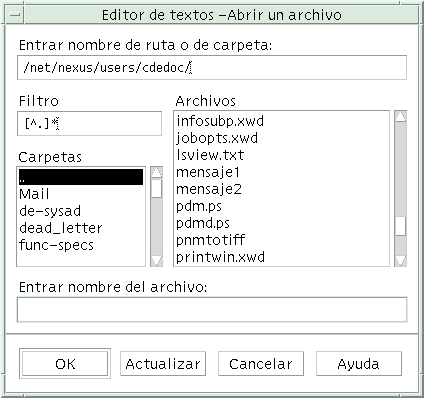 Editor de textos –Abrir un archivo
Entrar nombre de ruta o de carpeta:
/net/nexus/users/cdedoc/
Filtro
[^.]*
Carpetas
..
Mail
de–sysad
dead_letter
func–specs
Archivos
infosubp.xwd
jobopts.xwd
lsview.txt
mensaje1
mensaje2
pdm.ps
pdmd.ps
pnmtotiff
printwin.xwd
Entrar nombre del archivo:
OK
Actualizar
Cancelar
Ayuda